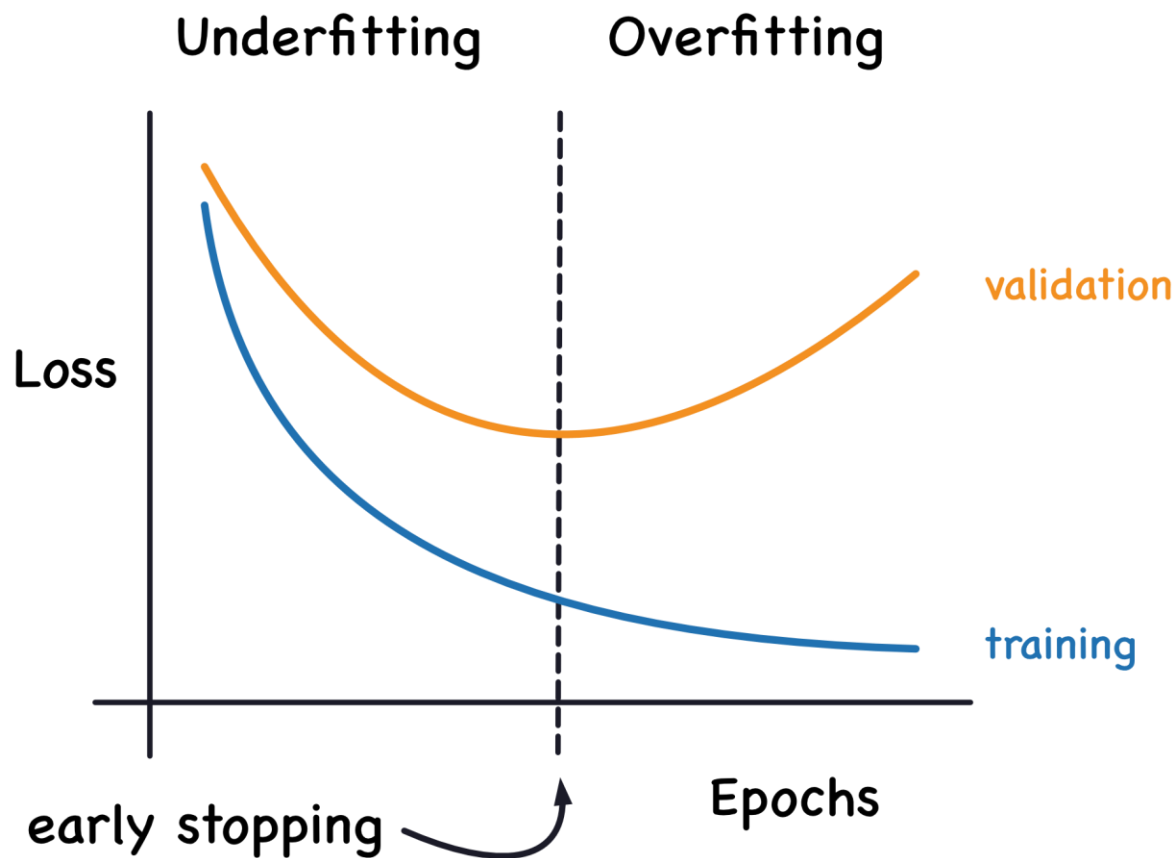 Underfitting
Overfitting
validation
Loss
training
Epochs
early stopping